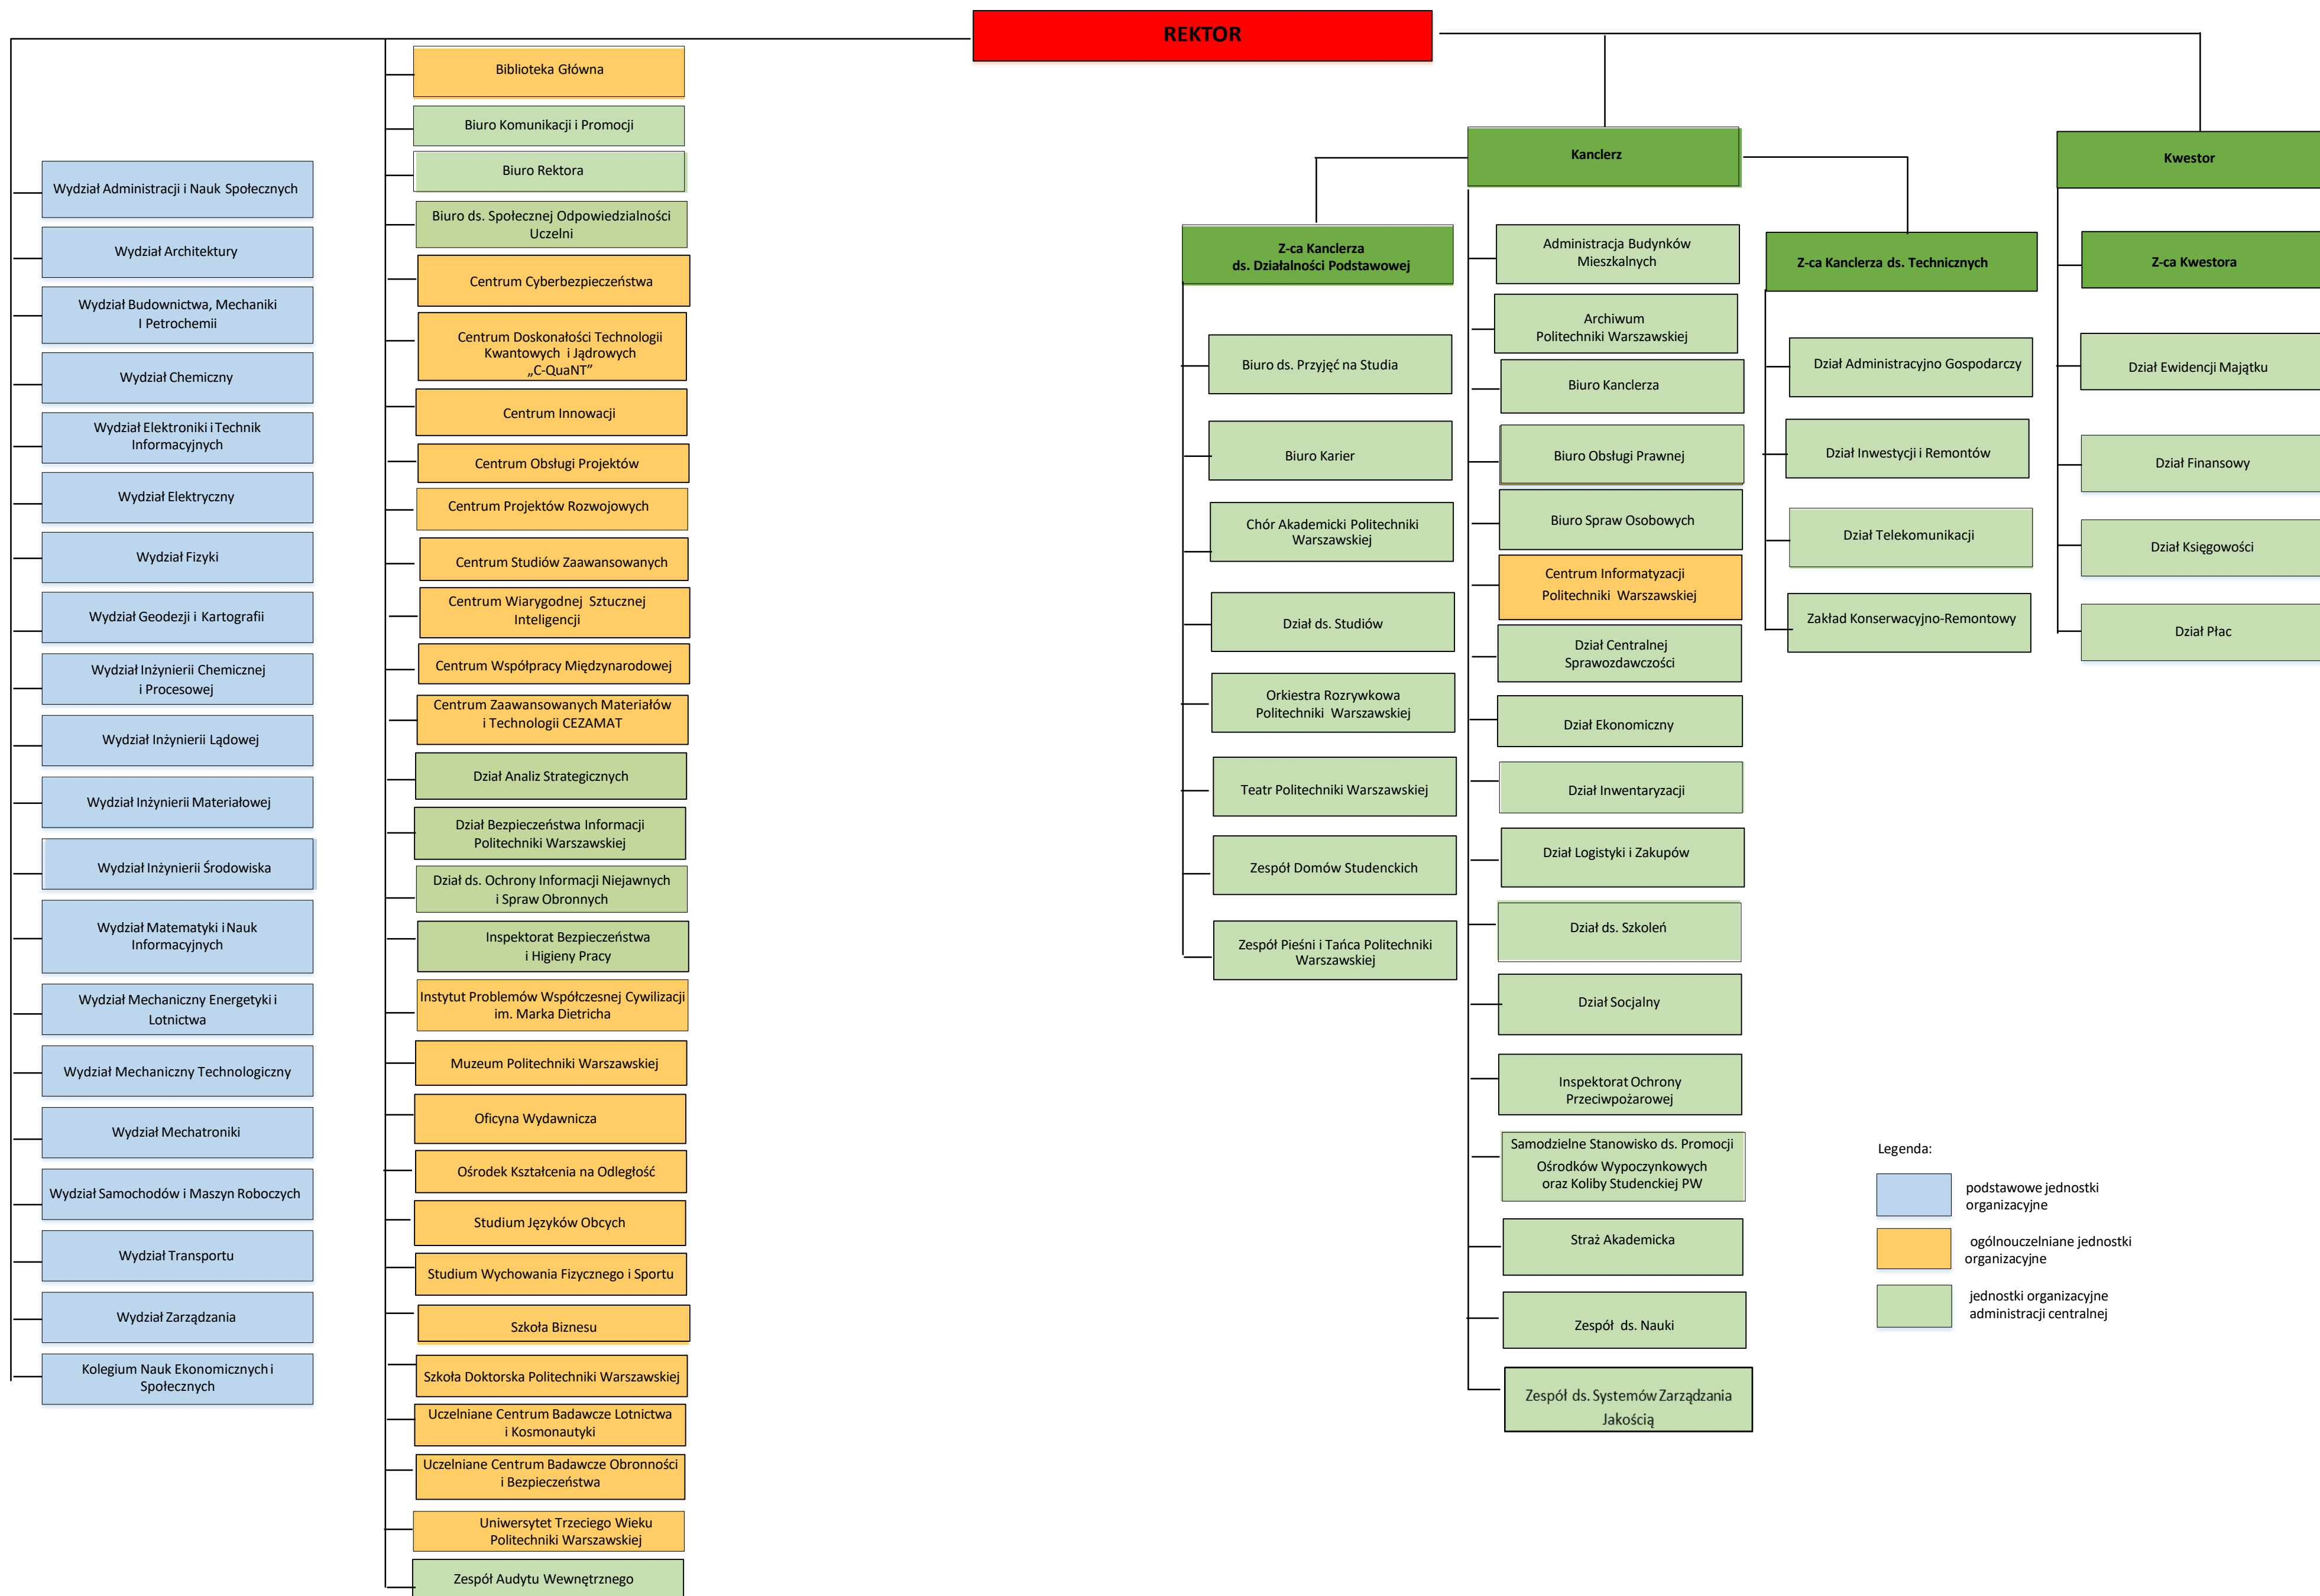 REKTOR
Wydział Administracji i Nauk Społecznych
Wydział Architektury
Wydział Budownictwa, Mechaniki
I Petrochemii
Wydział Chemiczny
Wydział Elektroniki i Technik
Informacyjnych
Wydział Elektryczny
Wydział Fizyki
Wydział Geodezji i Kartografii
Wydział Inżynierii Chemicznej
i Procesowej
Wydział Inżynierii Lądowej
Wydział Inżynierii Materiałowej
Wydział Inżynierii Środowiska
Wydział Matematyki i Nauk
Informacyjnych
Wydział Mechaniczny Energetyki i
Lotnictwa
Wydział Mechaniczny Technologiczny
Wydział Mechatroniki
Wydział Samochodów i Maszyn Roboczych
Wydział Transportu
Wydział Zarządzania
Kolegium Nauk Ekonomicznych i
Społecznych
Biblioteka Główna
Biuro Komunikacji i Promocji
Biuro Rektora
Biuro ds. Społecznej Odpowiedzialności
Uczelni
Centrum Cyberbezpieczeństwa
Centrum Doskonałości Technologii
Kwantowych i Jądrowych
„C-QuaNT”
Centrum Innowacji
Centrum Obsługi Projektów
Centrum Projektów Rozwojowych
Centrum Studiów Zaawansowanych
Centrum Wiarygodnej Sztucznej
Inteligencji
Centrum Współpracy Międzynarodowej
Centrum Zaawansowanych Materiałów
i Technologii CEZAMAT
Dział Analiz Strategicznych
Dział Bezpieczeństwa Informacji
Politechniki Warszawskiej
Dział ds. Ochrony Informacji Niejawnych
i Spraw Obronnych
Inspektorat Bezpieczeństwa
i Higieny Pracy
Instytut Problemów Współczesnej Cywilizacji
im. Marka Dietricha
Muzeum Politechniki Warszawskiej
Oficyna Wydawnicza
Ośrodek Kształcenia na Odległość
Studium Języków Obcych
Studium Wychowania Fizycznego i Sportu
Szkoła Biznesu
Szkoła Doktorska Politechniki Warszawskiej
Uczelniane Centrum Badawcze Lotnictwa
i Kosmonautyki
Uczelniane Centrum Badawcze Obronności
i Bezpieczeństwa
Uniwersytet Trzeciego Wieku
Politechniki Warszawskiej
Zespół Audytu Wewnętrznego
Kanclerz
Z-ca Kanclerza
ds. Działalności Podstawowej
Biuro ds. Przyjęć na Studia
Biuro Karier
Chór Akademicki Politechniki
Warszawskiej
Dział ds. Studiów
Orkiestra Rozrywkowa
Politechniki Warszawskiej
Teatr Politechniki Warszawskiej
Zespół Domów Studenckich
Zespół Pieśni i Tańca Politechniki
Warszawskiej
Administracja Budynków
Mieszkalnych
Archiwum
Politechniki Warszawskiej
Biuro Kanclerza
Biuro Obsługi Prawnej
Biuro Spraw Osobowych
Centrum Informatyzacji
Politechniki Warszawskiej
Dział Centralnej
Sprawozdawczości
Dział Ekonomiczny
Dział Inwentaryzacji
Dział Logistyki i Zakupów
Dział ds. Szkoleń
Dział Socjalny
Inspektorat Ochrony
Przeciwpożarowej
Samodzielne Stanowisko ds. Promocji
Ośrodków Wypoczynkowych
oraz Koliby Studenckiej PW
Straż Akademicka
Zespół ds. Nauki
Zespół ds. Systemów Zarządzania
Jakością
Z-ca Kanclerza ds. Technicznych
Dział Administracyjno Gospodarczy
Dział Inwestycji i Remontów
Dział Telekomunikacji
Zakład Konserwacyjno-Remontowy
Kwestor
Z-ca Kwestora
Dział Ewidencji Majątku
Dział Finansowy
Dział Księgowości
Dział Płac
Legenda:
podstawowe jednostki
organizacyjne
ogólnouczelniane jednostki
organizacyjne
jednostki organizacyjne
administracji centralnej